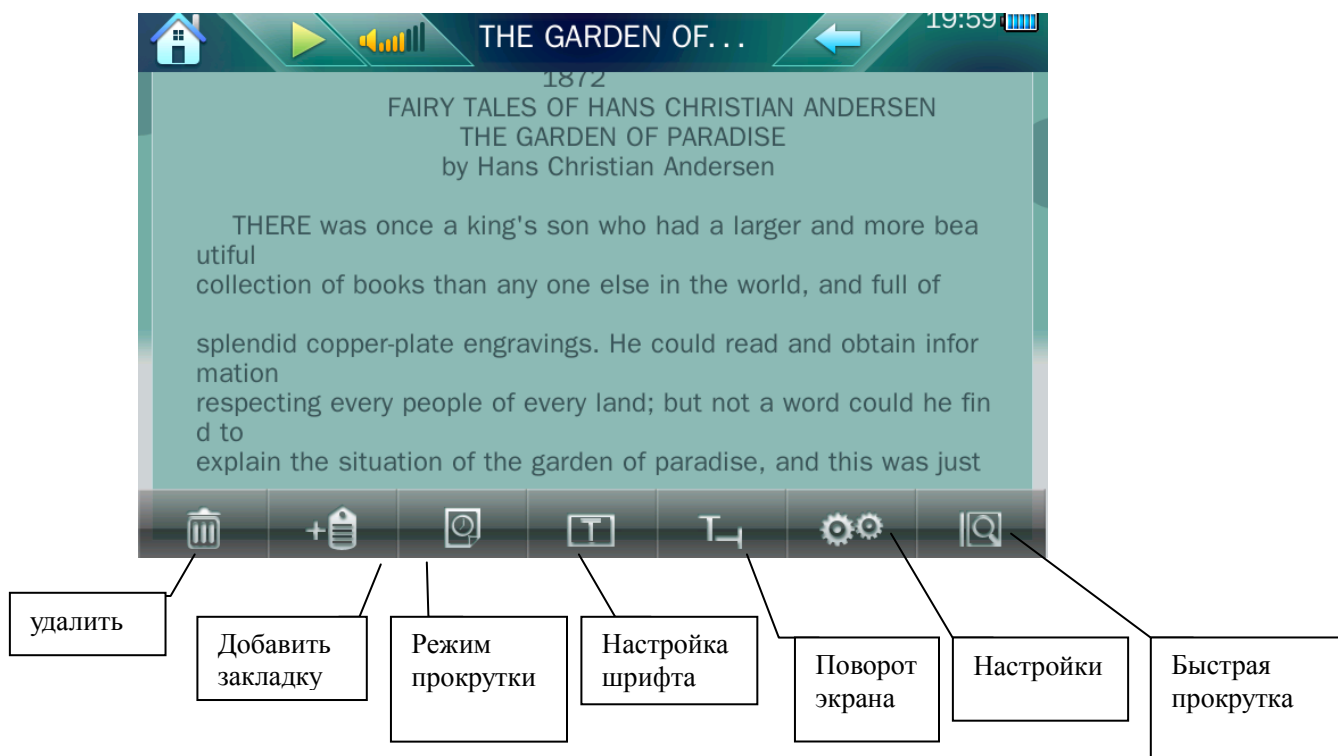 THE GARDEN OF...
19:59
1872
FAIRY TALES OF HANS CHRISTIAN ANDERSEN
THE GARDEN OF PARADISE
by Hans Christian Andersen
THERE was once a king's son who had a larger and more bea
utiful
collection of books than any one else in the world, and full of
splendid copper-plate engravings. He could read and obtain infor
mation
respecting every people of every land; but not a word could he fin
d to
explain the situation of the garden of paradise, and this was just
удалить
Добавить
закладку
Режим
прокрутки
Настройка
шрифта
Поворот
экрана
Настройки
Быстрая
прокрутка